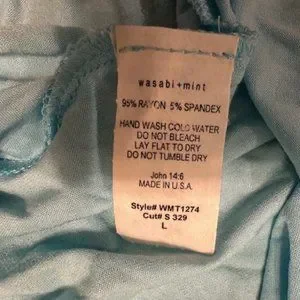 wasabi+mint
95% RAYON 5% SPANDEX
HAND WASH COLD WATER
DO NOT BLEACH
LAY FLAT TO DRY
DO NOT TUMBLE DRY
John 14:6
MADE IN U.S.A.
Style# WMT1274
Cut# S 329
L